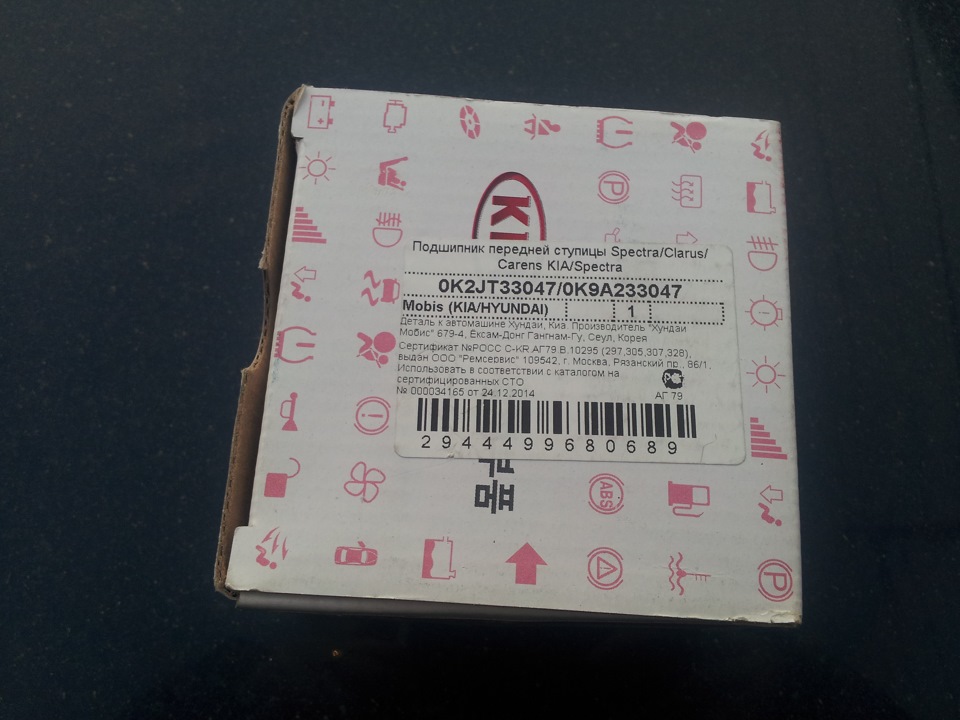 KI
P
Подшипник передней ступицы Spectra/Clarus/
Carens KIA/Spectra
0K2JT33047/0K9A233047
Mobis (KIA/HYUNDAI) 1
Деталь к автомашине Хундай, Киа. Производитель "Хундай
Мобис" 679-4, Ёксам-Донг Гангнам-Гу, Сеул, Корея
Сертификат №РОСС C-KR.АГ79.В.10295 (297,305,307,328),
выдан ООО "Ремсервис" 109542, г. Москва, Рязанский пр., 86/1,
Использовать в соответствии с каталогом на
сертифицированных СТО
№ 000034165 от 24.12.2014 АГ 79
2944499680689
품
ABS
P